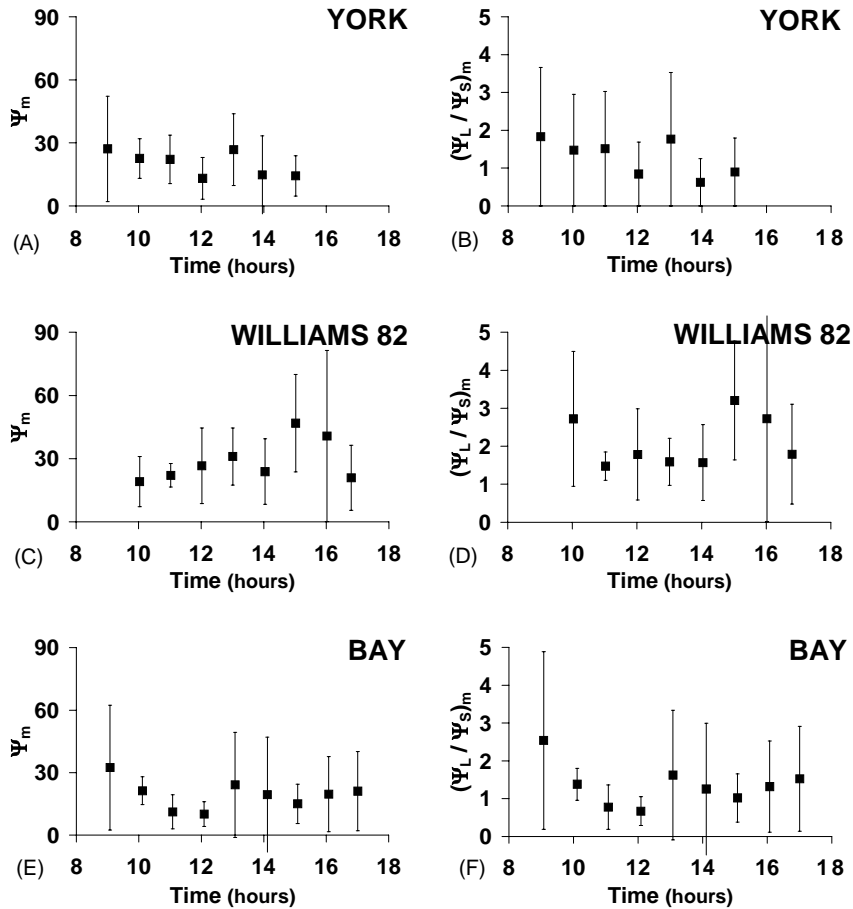 YORK
90
60
30
0
Ψm
8 10 12 14 16 18
(A)
Time (hours)
YORK
5
4
3
2
1
0
(ΨL / ΨS)m
8 10 12 14 16 18
(B)
Time (hours)
WILLIAMS 82
90
60
30
0
Ψm
8 10 12 14 16 18
(C)
Time (hours)
WILLIAMS 82
5
4
3
2
1
0
(ΨL / ΨS)m
8 10 12 14 16 18
(D)
Time (hours)
BAY
90
60
30
0
Ψm
8 10 12 14 16 18
(E)
Time (hours)
BAY
5
4
3
2
1
0
(ΨL / ΨS)m
8 10 12 14 16 18
(F)
Time (hours)